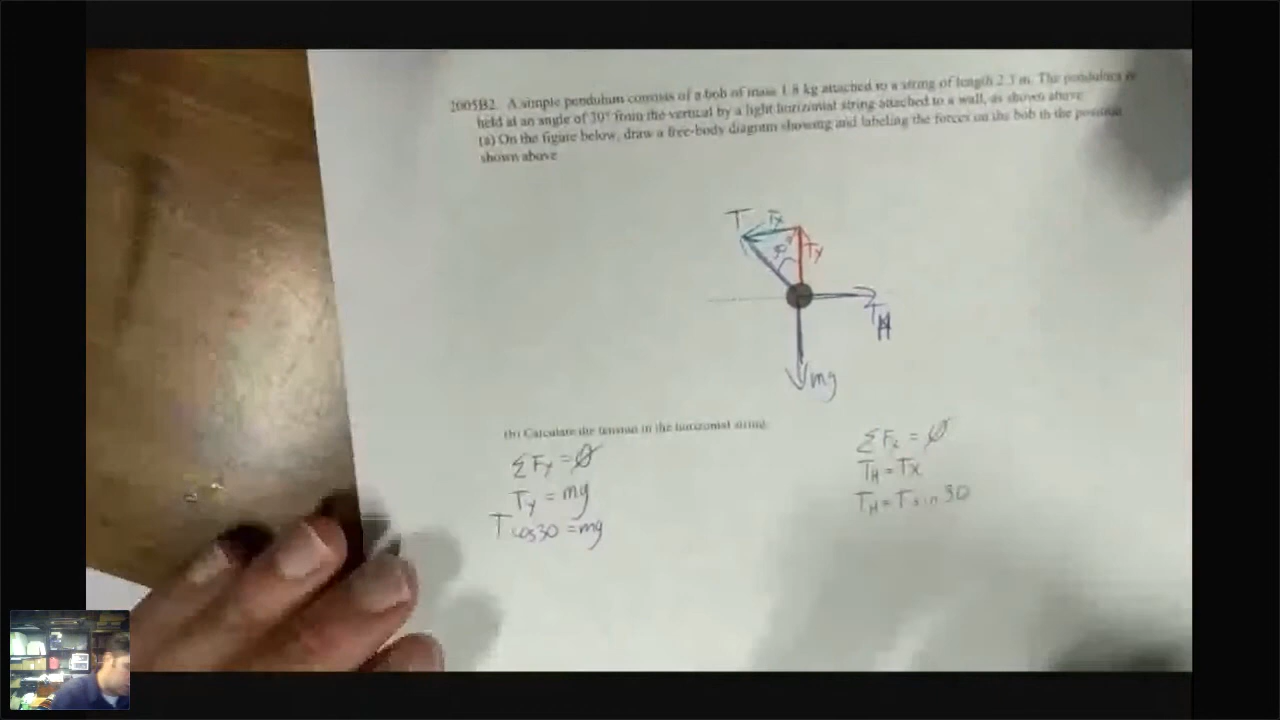 2005B2. A simple pendulum consists of a bob of mass 1.8 kg attached to a string of length 2.3 m. The pendulum is
held at an angle of 30° from the vertical by a light horizontal string attached to a wall, as shown above
(a) On the figure below, draw a free-body diagram showing and labeling the forces on the bob in the position
shown above
T Tx
Ty
TH
mg
(b) Calculate the tension in the horizontal string.
ΣFy = 0
Ty = mg
T cos30 = mg
ΣFx = 0
TH = Tx
TH = T sin 30